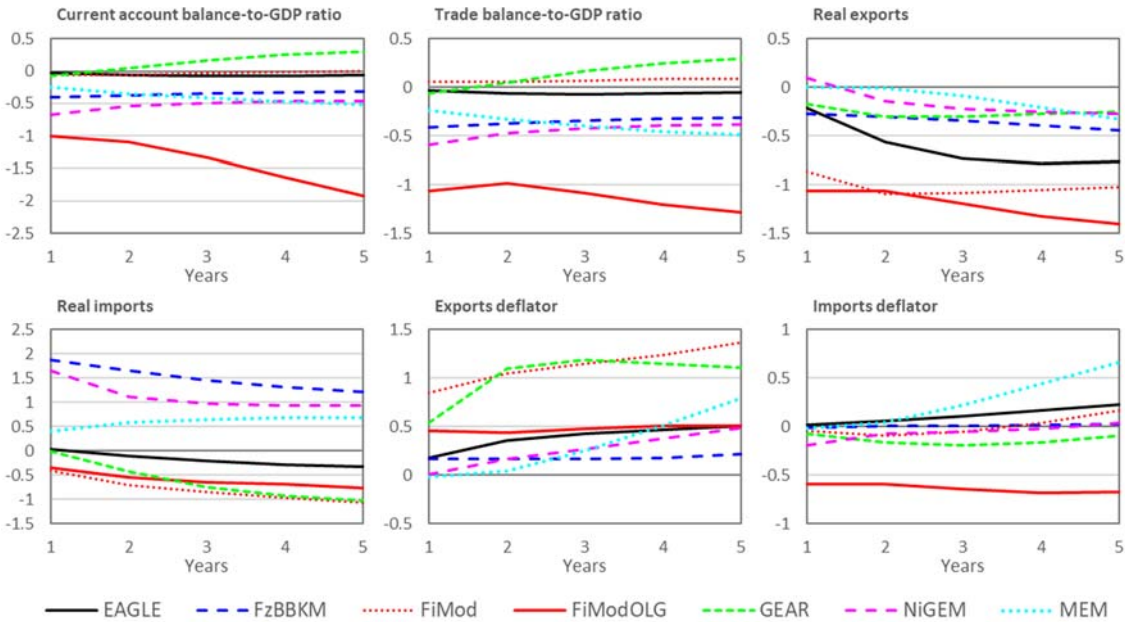 Current account balance-to-GDP ratio
Trade balance-to-GDP ratio
Real exports
0.5
0
-0.5
-1
-1.5
-2
-2.5
1 2 3 4 5
Years
0.5
0
-0.5
-1
-1.5
1 2 3 4 5
Years
0.5
0
-0.5
-1
-1.5
1 2 3 4 5
Years
Real imports
Exports deflator
Imports deflator
2.5
2
1.5
1
0.5
0
-0.5
-1
-1.5
1 2 3 4 5
Years
1.5
1
0.5
0
-0.5
1 2 3 4 5
Years
1
0.5
0
-0.5
-1
1 2 3 4 5
Years
EAGLE FzBBKM FiMod FiModOLG GEAR NiGEM MEM